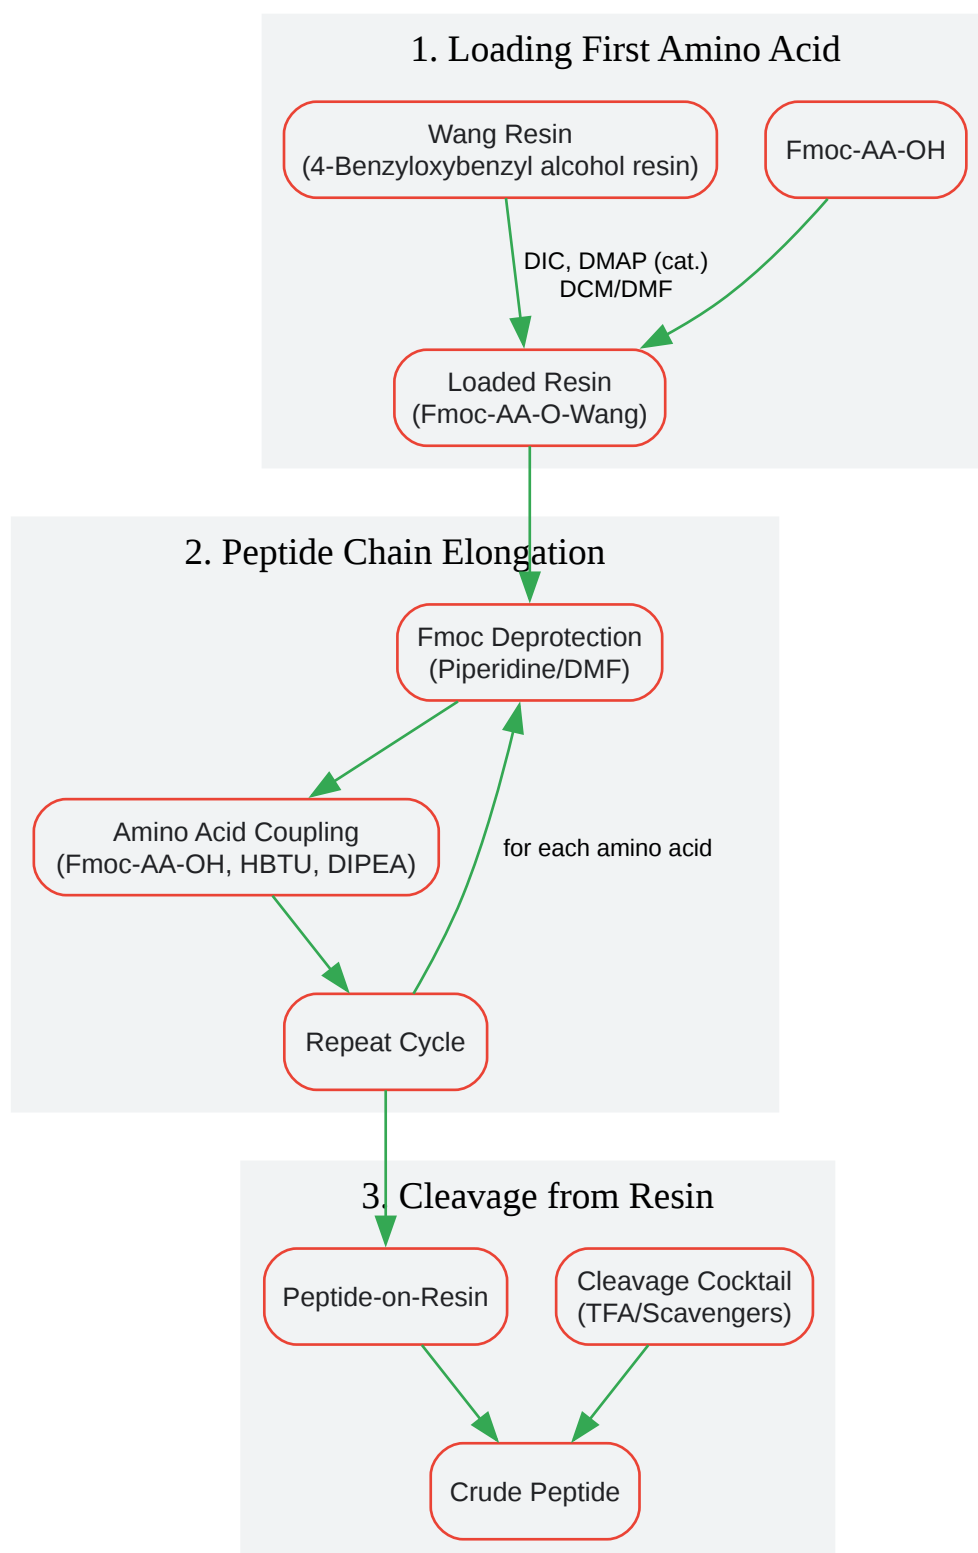 1. Loading First Amino Acid
Wang Resin
(4-Benzyloxybenzyl alcohol resin)
Fmoc-AA-OH
DIC, DMAP (cat.)
DCM/DMF
Loaded Resin
(Fmoc-AA-O-Wang)
2. Peptide Chain Elongation
Fmoc Deprotection
(Piperidine/DMF)
Amino Acid Coupling
(Fmoc-AA-OH, HBTU, DIPEA)
for each amino acid
Repeat Cycle
3. Cleavage from Resin
Peptide-on-Resin
Cleavage Cocktail
(TFA/Scavengers)
Crude Peptide